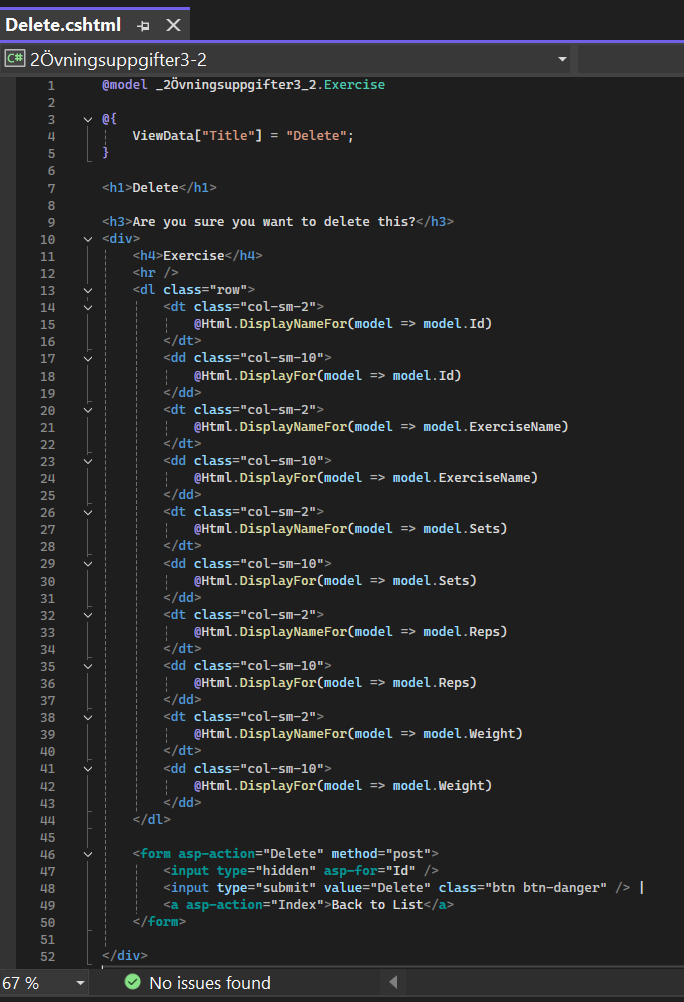 Delete.cshtml
C# 2Övningsuppgifter3-2
1 @model _2Övningsuppgifter3_2.Exercise
2
3 @{
4 ViewData["Title"] = "Delete";
5 }
6
7 <h1>Delete</h1>
8
9 <h3>Are you sure you want to delete this?</h3>
10 <div>
11 <h4>Exercise</h4>
12 <hr />
13 <dl class="row">
14 <dt class="col-sm-2">
15 @Html.DisplayNameFor(model => model.Id)
16 </dt>
17 <dd class="col-sm-10">
18 @Html.DisplayFor(model => model.Id)
19 </dd>
20 <dt class="col-sm-2">
21 @Html.DisplayNameFor(model => model.ExerciseName)
22 </dt>
23 <dd class="col-sm-10">
24 @Html.DisplayFor(model => model.ExerciseName)
25 </dd>
26 <dt class="col-sm-2">
27 @Html.DisplayNameFor(model => model.Sets)
28 </dt>
29 <dd class="col-sm-10">
30 @Html.DisplayFor(model => model.Sets)
31 </dd>
32 <dt class="col-sm-2">
33 @Html.DisplayNameFor(model => model.Reps)
34 </dt>
35 <dd class="col-sm-10">
36 @Html.DisplayFor(model => model.Reps)
37 </dd>
38 <dt class="col-sm-2">
39 @Html.DisplayNameFor(model => model.Weight)
40 </dt>
41 <dd class="col-sm-10">
42 @Html.DisplayFor(model => model.Weight)
43 </dd>
44 </dl>
45
46 <form asp-action="Delete" method="post">
47 <input type="hidden" asp-for="Id" />
48 <input type="submit" value="Delete" class="btn btn-danger" /> |
49 <a asp-action="Index">Back to List</a>
50 </form>
51
52 </div>
67 % No issues found